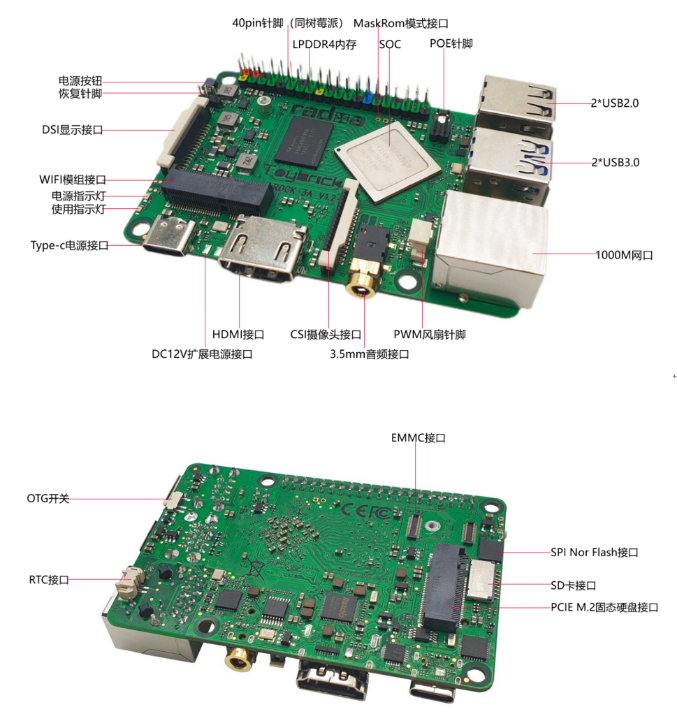 40pin针脚（同树莓派） MaskRom模式接口
LPDDR4内存 SOC POE针脚
电源按钮
恢复针脚
2*USB2.0
DSI显示接口
2*USB3.0
WIFI模组接口
电源指示灯
使用指示灯
Type-c电源接口
1000M网口
HDMI接口 CSI摄像头接口 PWM风扇针脚
DC12V扩展电源接口 3.5mm音频接口
radxa
Toybrick
EMMC接口
OTG开关
CE FC
SPI Nor Flash接口
RTC接口
SD卡接口
PCIE M.2固态硬盘接口